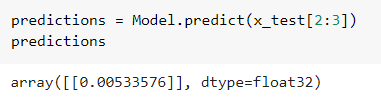 predictions = Model.predict(x_test[2:3])
predictions
array([[0.00533576]], dtype=float32)